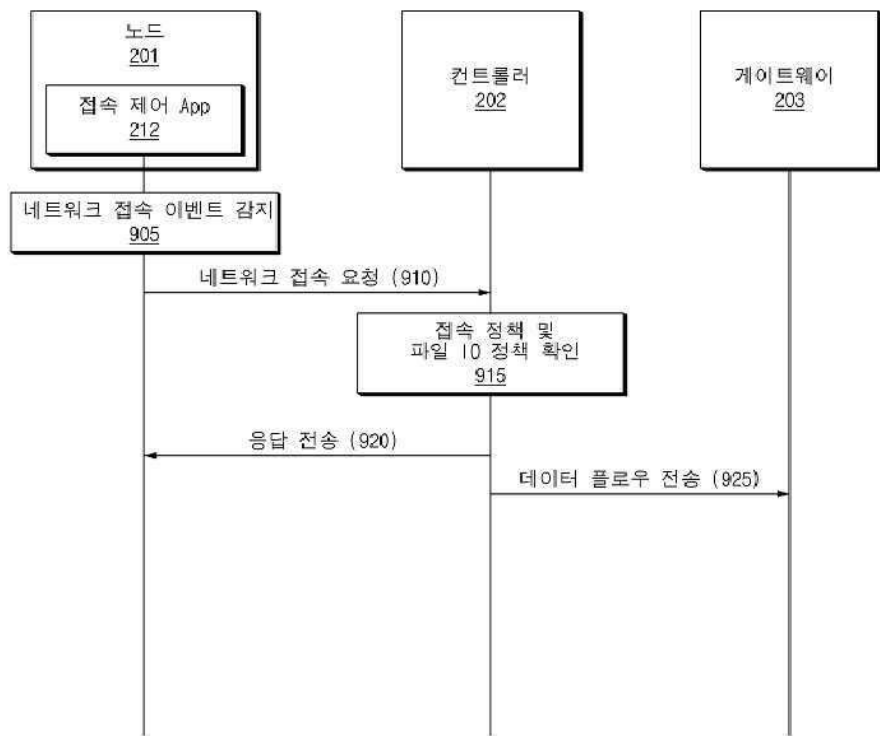 노드
201
접속 제어 App
212
컨트롤러
202
게이트웨이
203
네트워크 접속 이벤트 감지
905
네트워크 접속 요청 (910)
접속 정책 및
파일 IO 정책 확인
915
응답 전송 (920)
데이터 플로우 전송 (925)